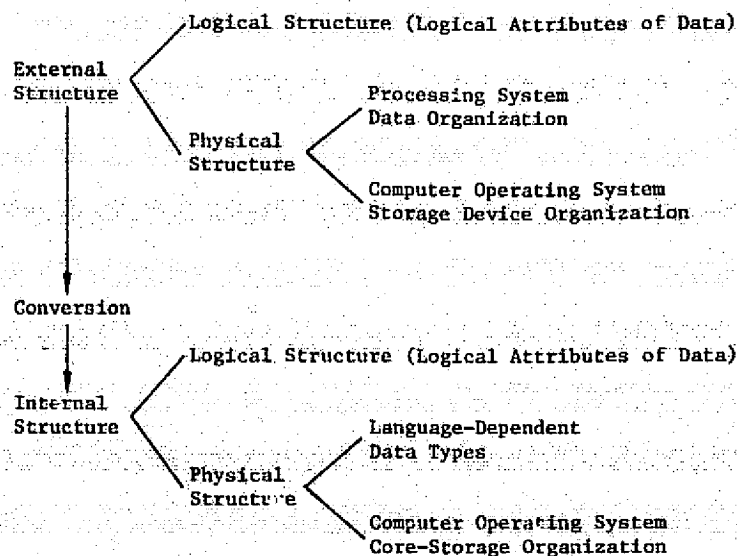 Logical Structure (Logical Attributes of Data)
External
Structure
Processing System
Data Organization
Physical
Structure
Computer Operating System
Storage Device Organization
Conversion
Logical Structure (Logical Attributes of Data)
Internal
Structure
Language-Dependent
Data Types
Physical
Structure
Computer Operating System
Core-Storage Organization